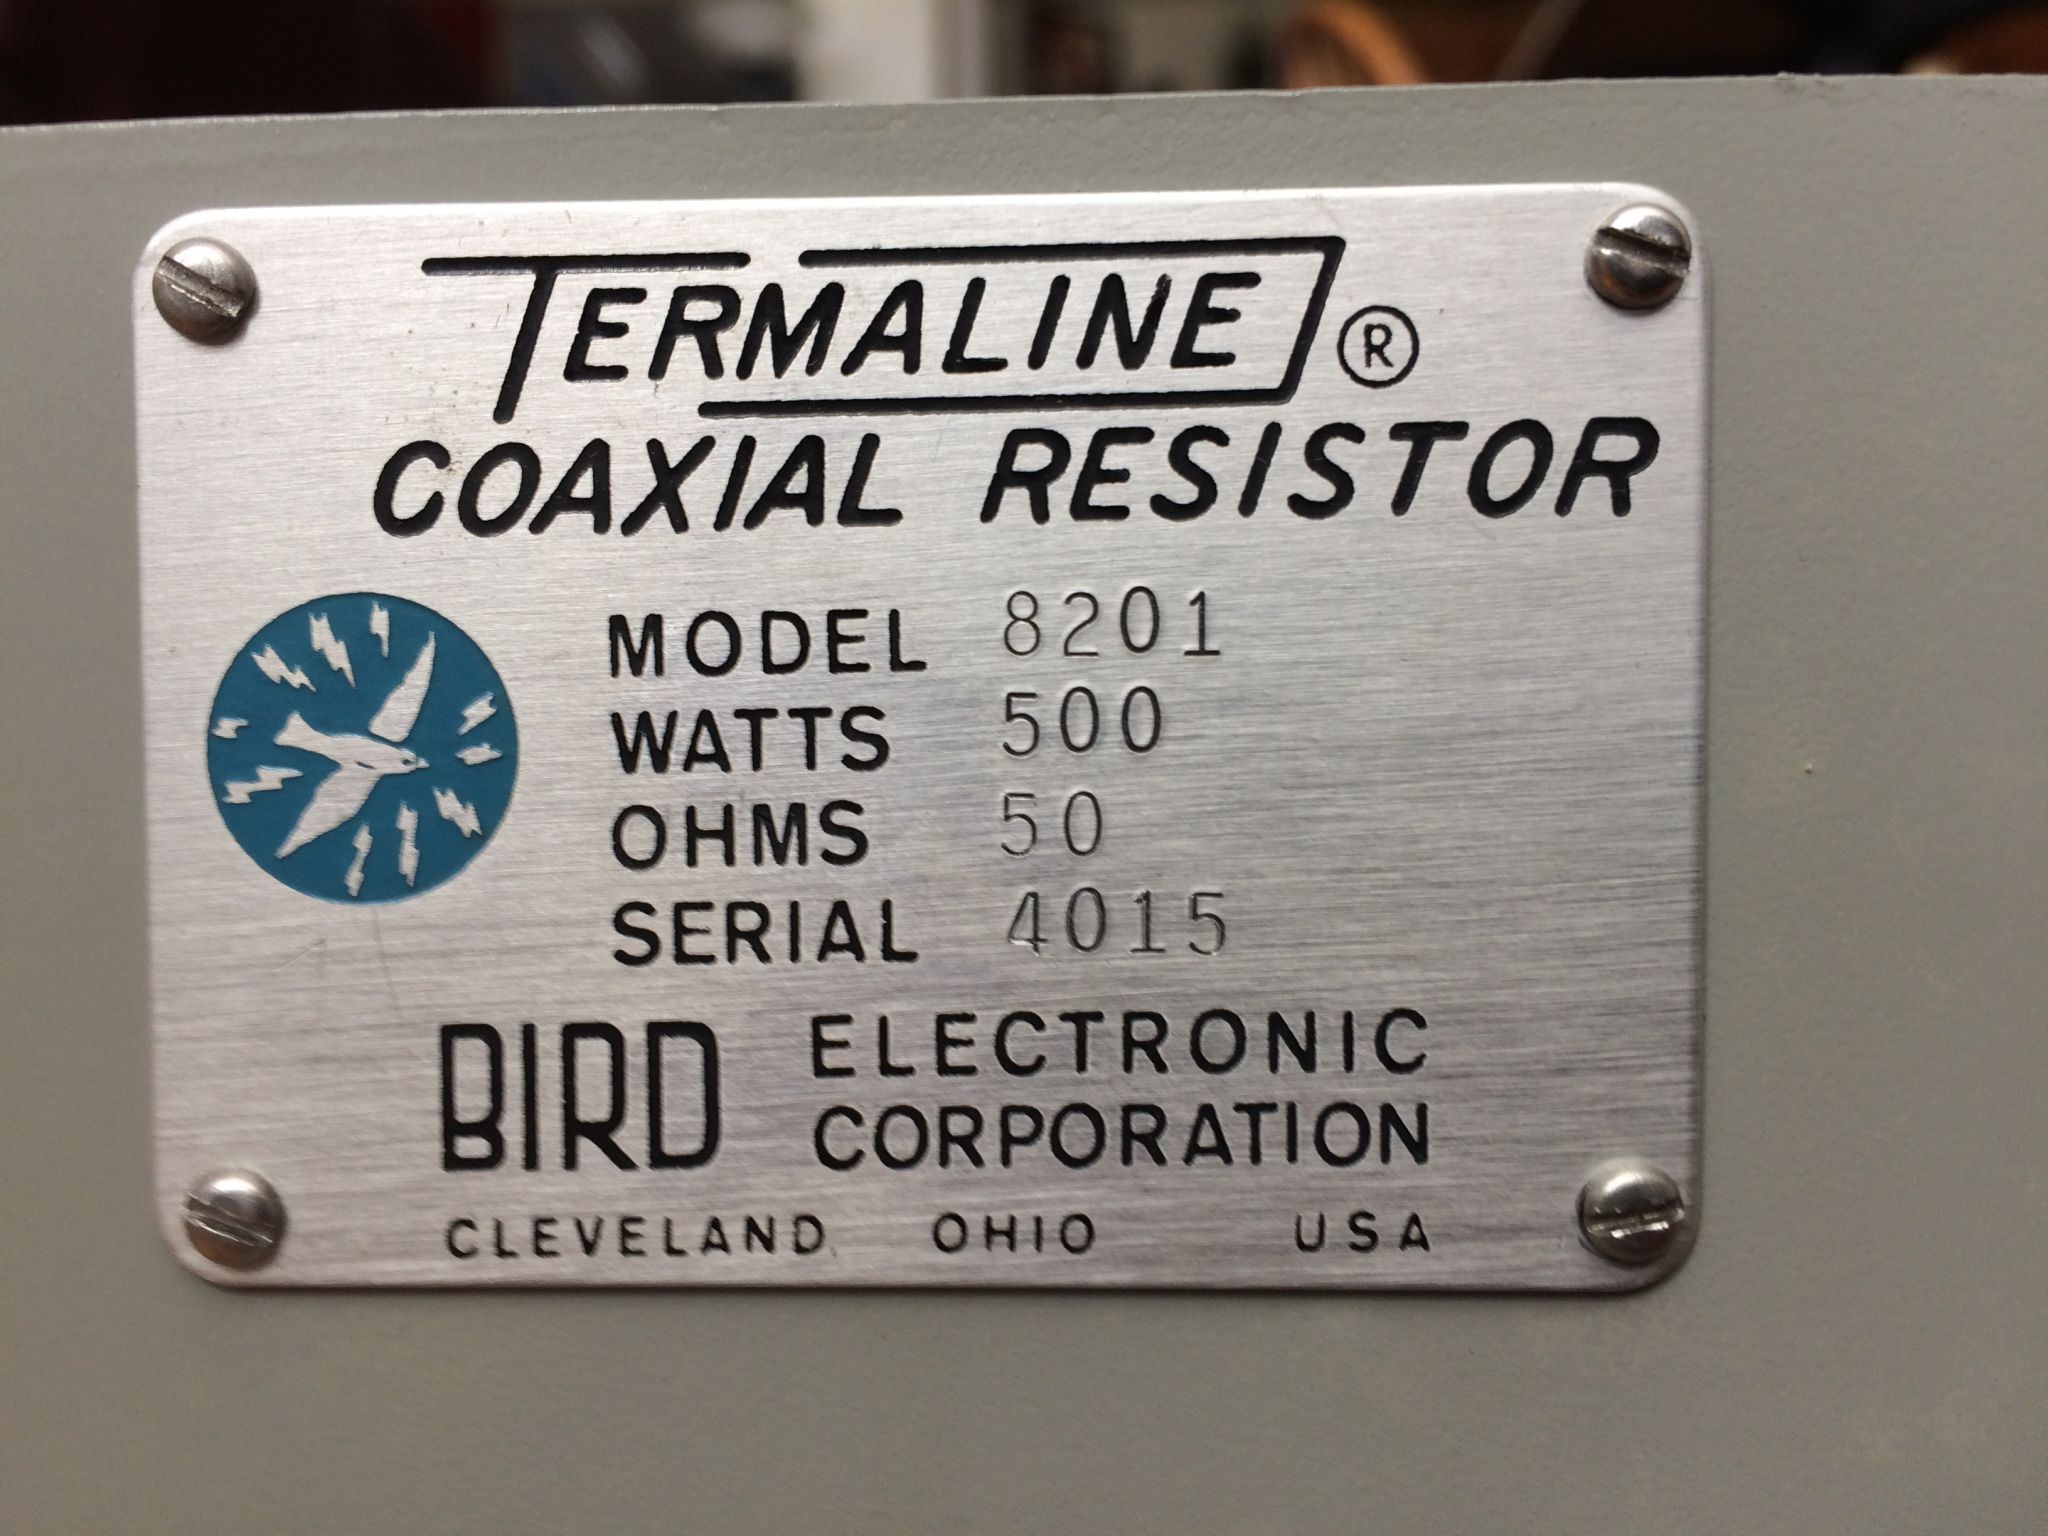 TERMALINE ®
COAXIAL RESISTOR
MODEL 8201
WATTS 500
OHMS 50
SERIAL 4015
BIRD ELECTRONIC
CORPORATION
CLEVELAND, OHIO USA